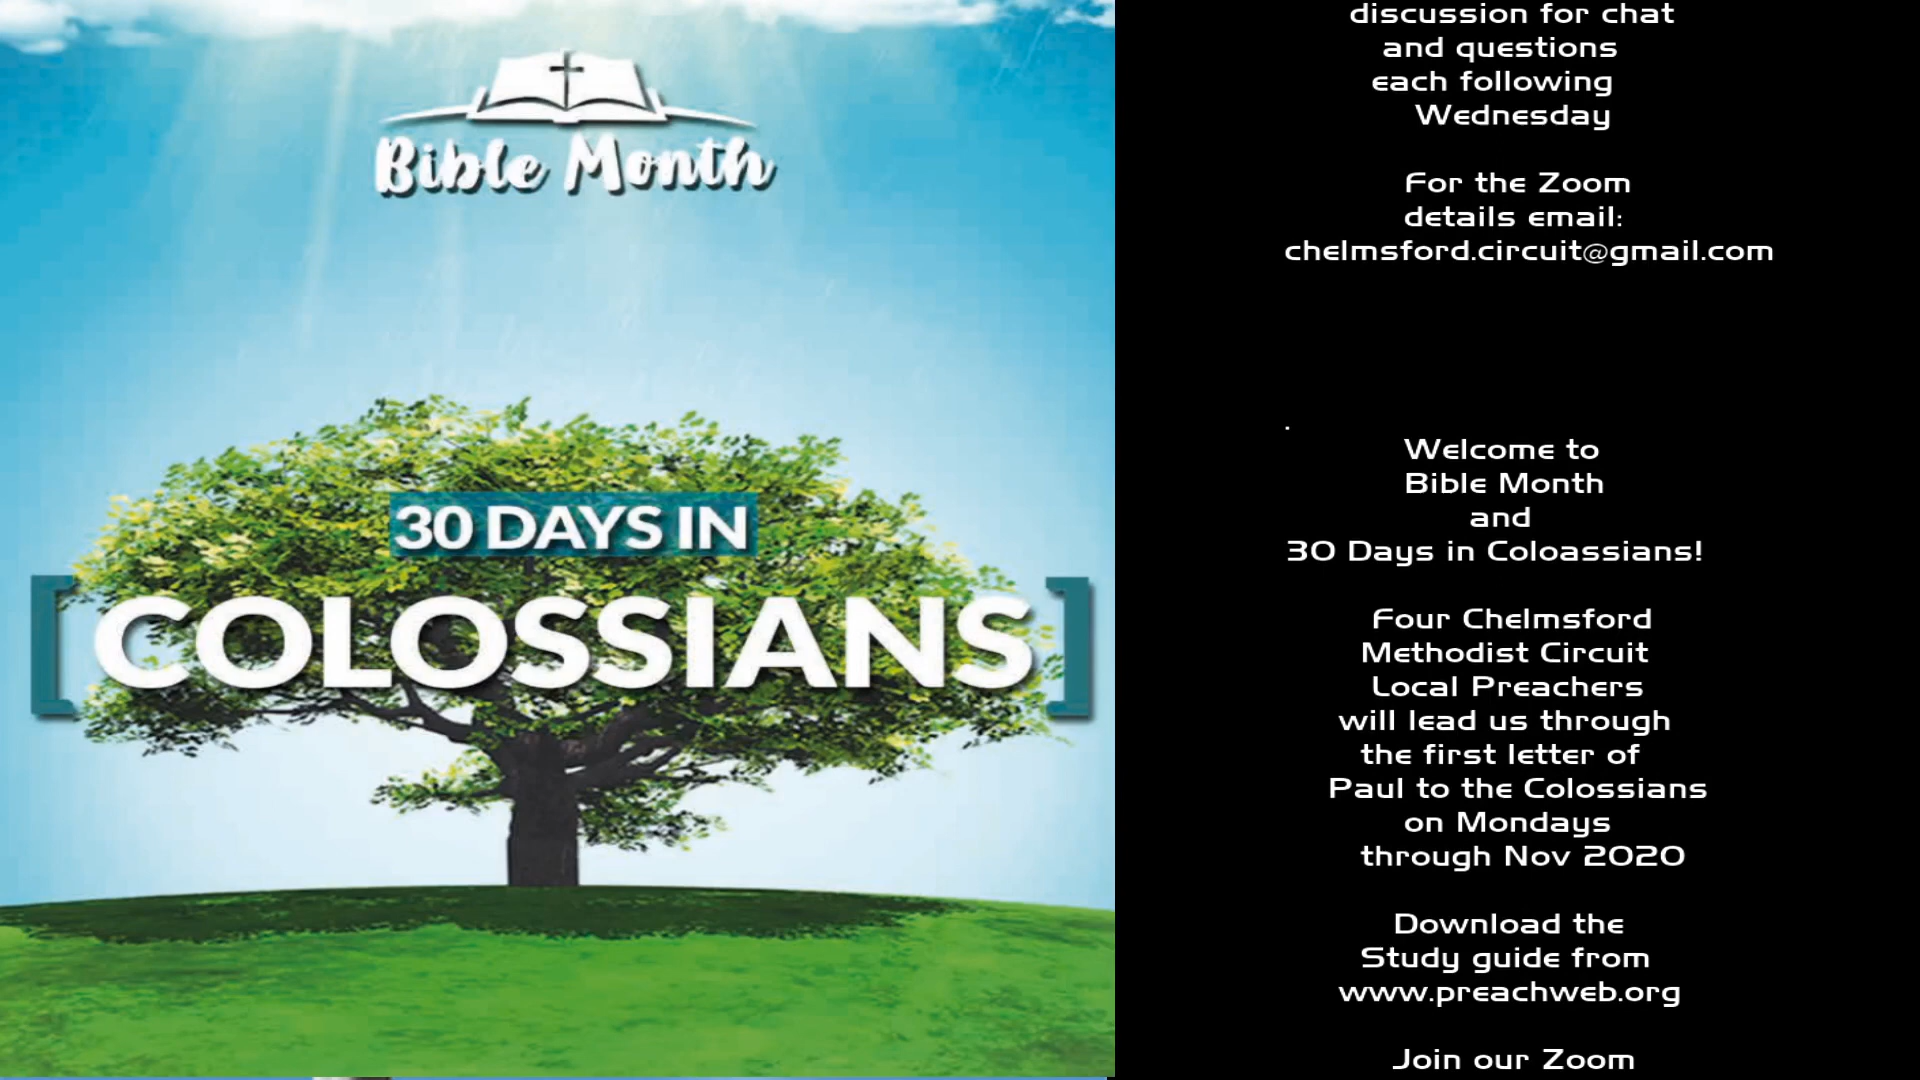 Bible Month
30 DAYS IN
[COLOSSIANS]
discussion for chat
and questions
each following
Wednesday
For the Zoom
details email:
chelmsford.circuit@gmail.com
.
Welcome to
Bible Month
and
30 Days in Coloassians!
Four Chelmsford
Methodist Circuit
Local Preachers
will lead us through
the first letter of
Paul to the Colossians
on Mondays
through Nov 2020
Download the
Study guide from
www.preachweb.org
Join our Zoom